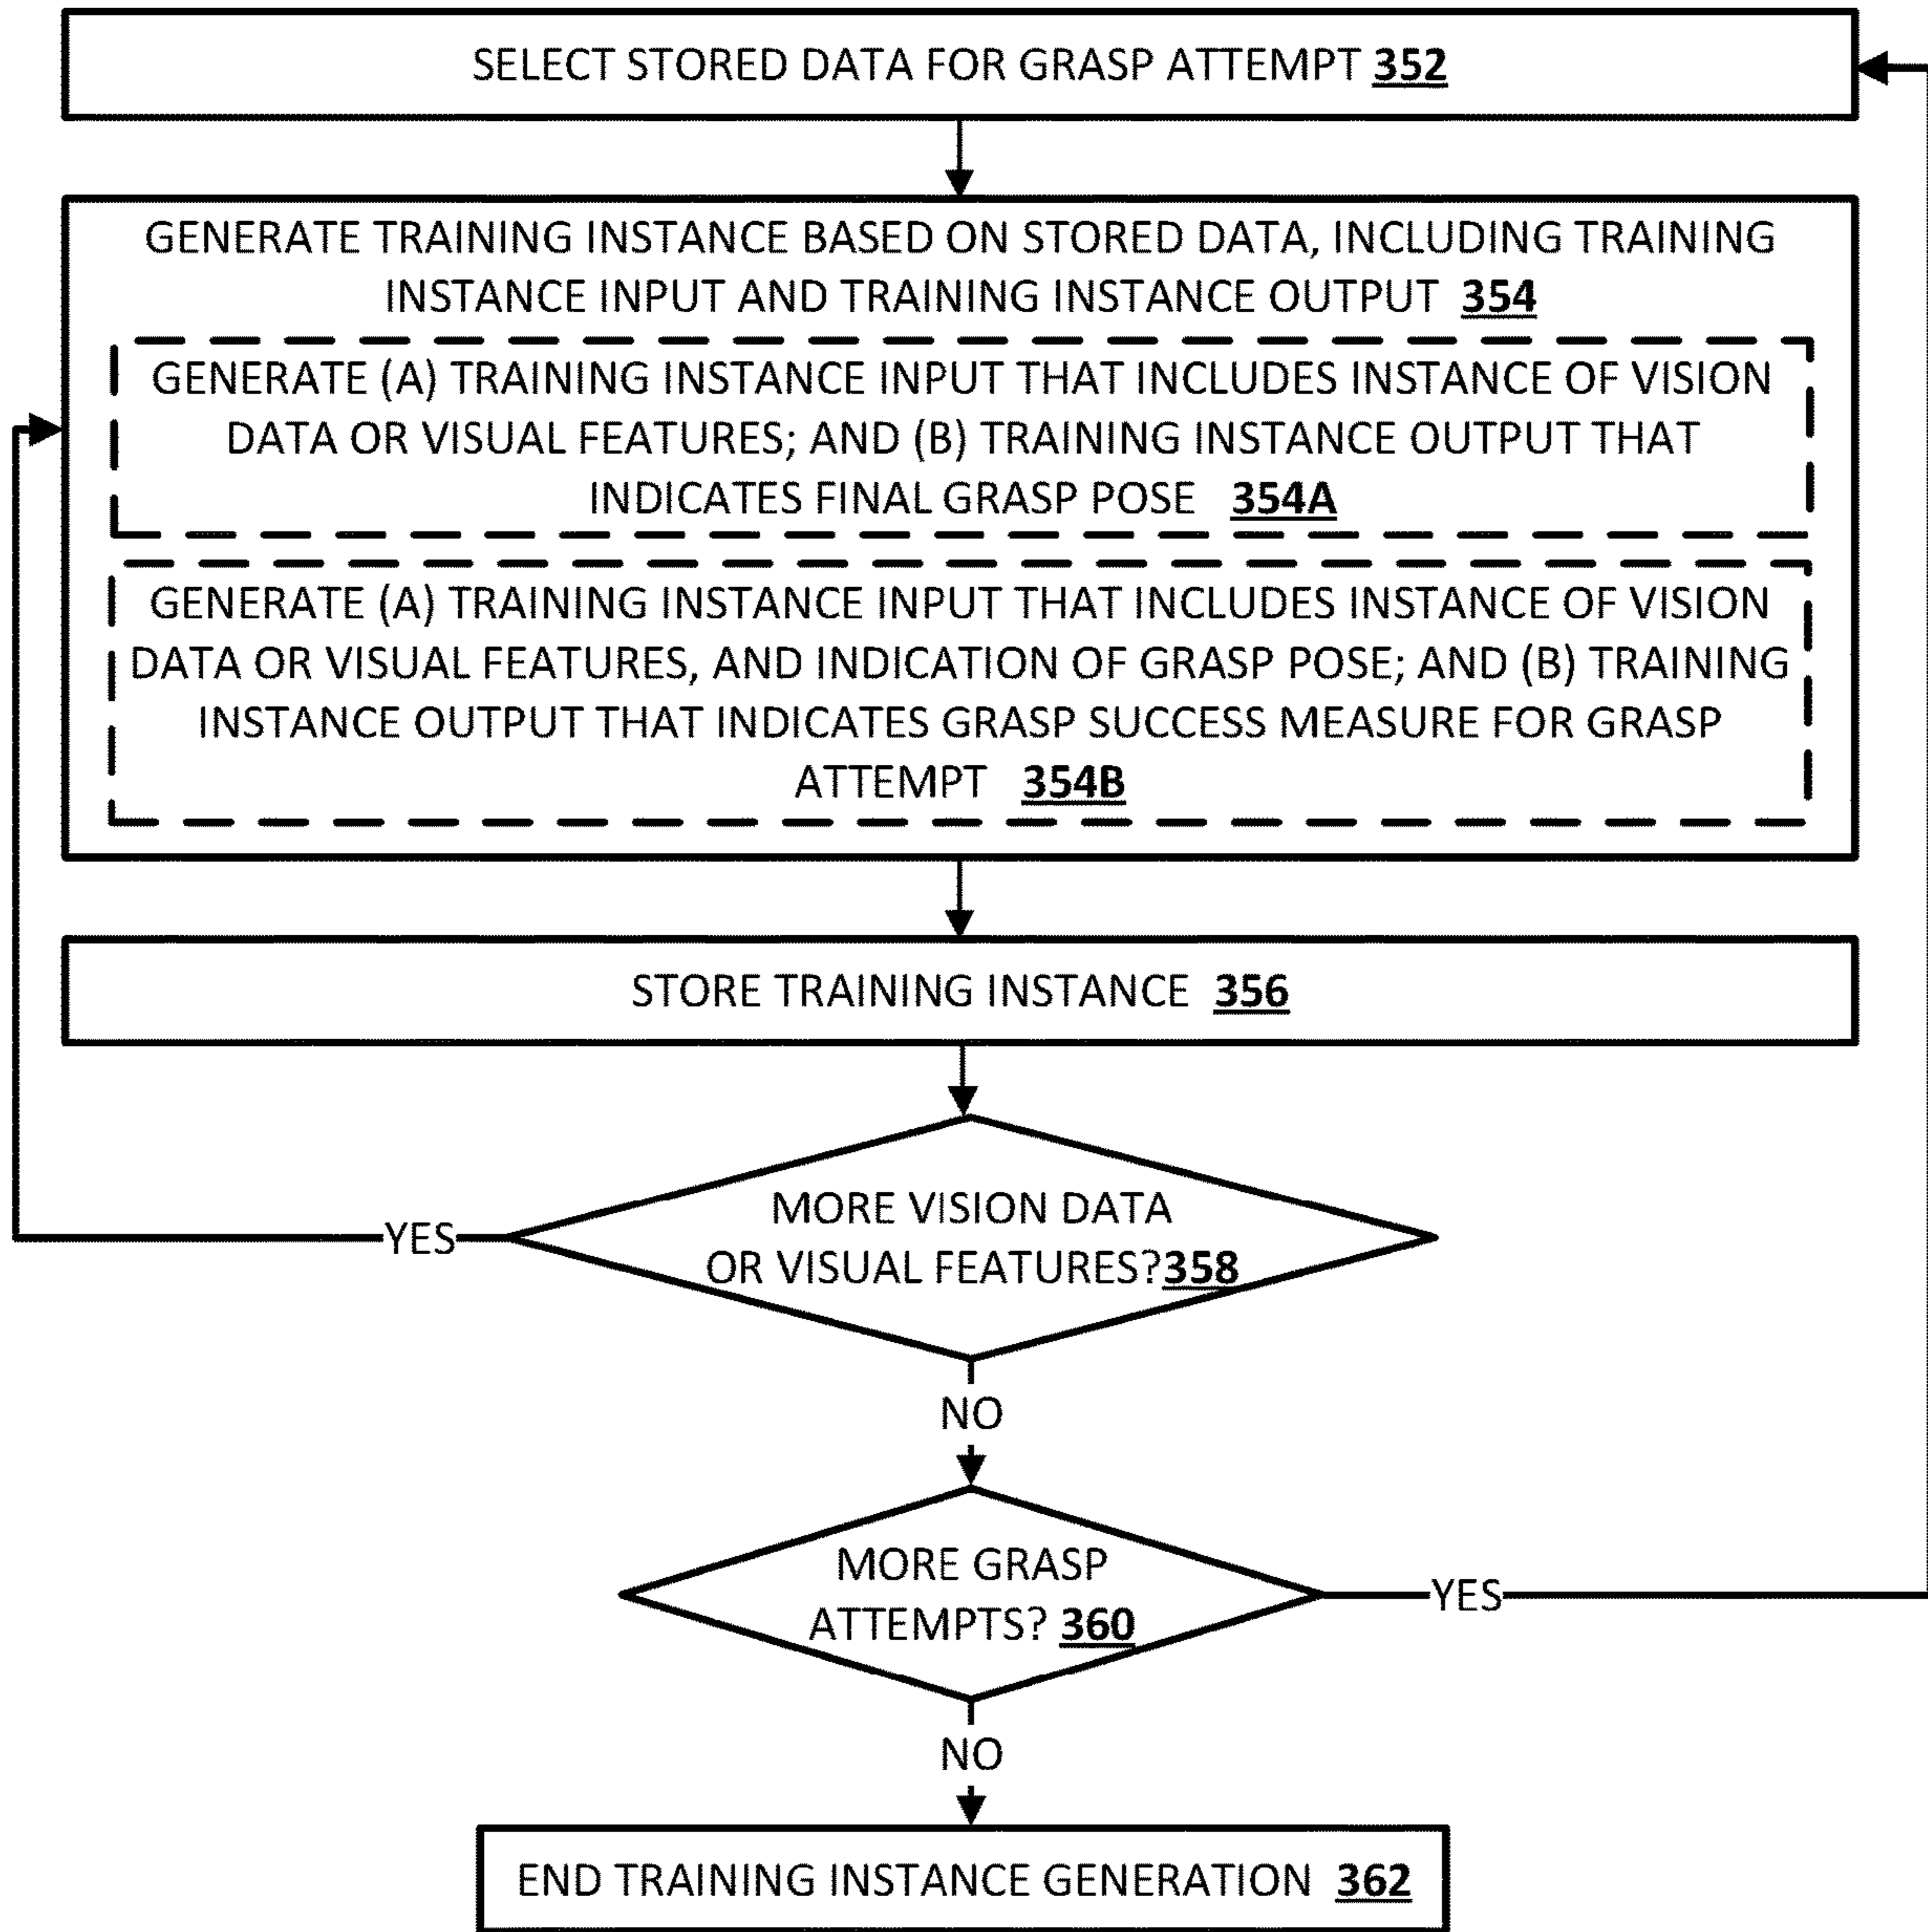 SELECT STORED DATA FOR GRASP ATTEMPT 352
GENERATE TRAINING INSTANCE BASED ON STORED DATA, INCLUDING TRAINING
INSTANCE INPUT AND TRAINING INSTANCE OUTPUT 354
GENERATE (A) TRAINING INSTANCE INPUT THAT INCLUDES INSTANCE OF VISION
DATA OR VISUAL FEATURES; AND (B) TRAINING INSTANCE OUTPUT THAT
INDICATES FINAL GRASP POSE 354A
GENERATE (A) TRAINING INSTANCE INPUT THAT INCLUDES INSTANCE OF VISION
DATA OR VISUAL FEATURES, AND INDICATION OF GRASP POSE; AND (B) TRAINING
INSTANCE OUTPUT THAT INDICATES GRASP SUCCESS MEASURE FOR GRASP
ATTEMPT 354B
STORE TRAINING INSTANCE 356
MORE VISION DATA
OR VISUAL FEATURES?358
YES
NO
MORE GRASP
ATTEMPTS? 360
YES
NO
END TRAINING INSTANCE GENERATION 362